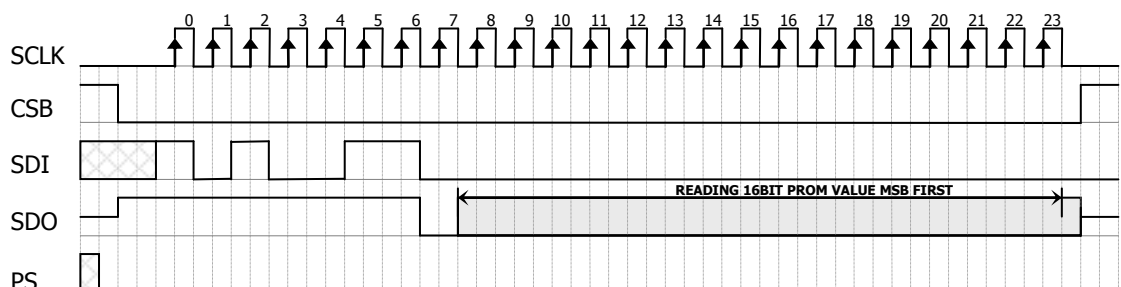 0 1 2 3 4 5 6 7 8 9 10 11 12 13 14 15 16 17 18 19 20 21 22 23
SCLK
CSB
SDI
READING 16BIT PROM VALUE MSB FIRST
SDO
PS